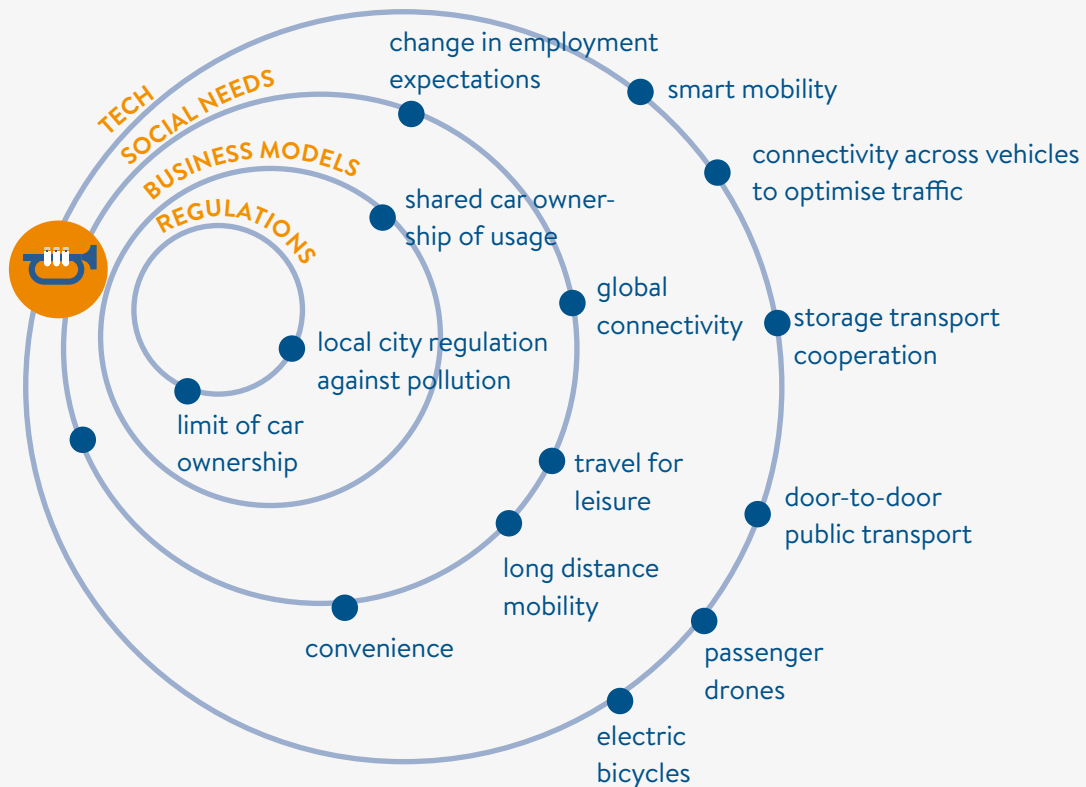 change in employment
expectations
TECH
SOCIAL NEEDS
BUSINESS MODELS
REGULATIONS
smart mobility
connectivity across vehicles
to optimise traffic
shared car owner-
ship of usage
global
connectivity
storage transport
cooperation
local city regulation
against pollution
limit of car
ownership
travel for
leisure
door-to-door
public transport
long distance
mobility
convenience
passenger
drones
electric
bicycles